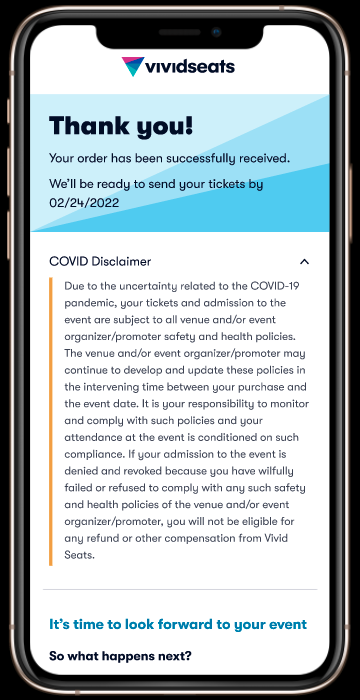 vividseats
Thank you!
Your order has been successfully received.
We'll be ready to send your tickets by
02/24/2022
COVID Disclaimer
Due to the uncertainty related to the COVID-19
pandemic, your tickets and admission to the
event are subject to all venue and/or event
organizer/promoter safety and health policies.
The venue and/or event organizer/promoter may
continue to develop and update these policies in
the intervening time between your purchase and
the event date. It is your responsibility to monitor
and comply with such policies and your
attendance at the event is conditioned on such
compliance. If your admission to the event is
denied and revoked because you have wilfully
failed or refused to comply with any such safety
and health policies of the venue and/or event
organizer/promoter, you will not be eligible for
any refund or other compensation from Vivid
Seats.
It's time to look forward to your event
So what happens next?